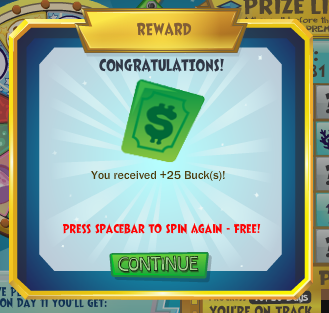 PRIZE LI
REWARD
CONGRATULATIONS!
$
You received +25 Buck(s)!
PRESS SPACEBAR TO SPIN AGAIN - FREE!
CONTINUE
ON DAY 11 YOU'LL GET:
Days
YOU'RE ON TRACK